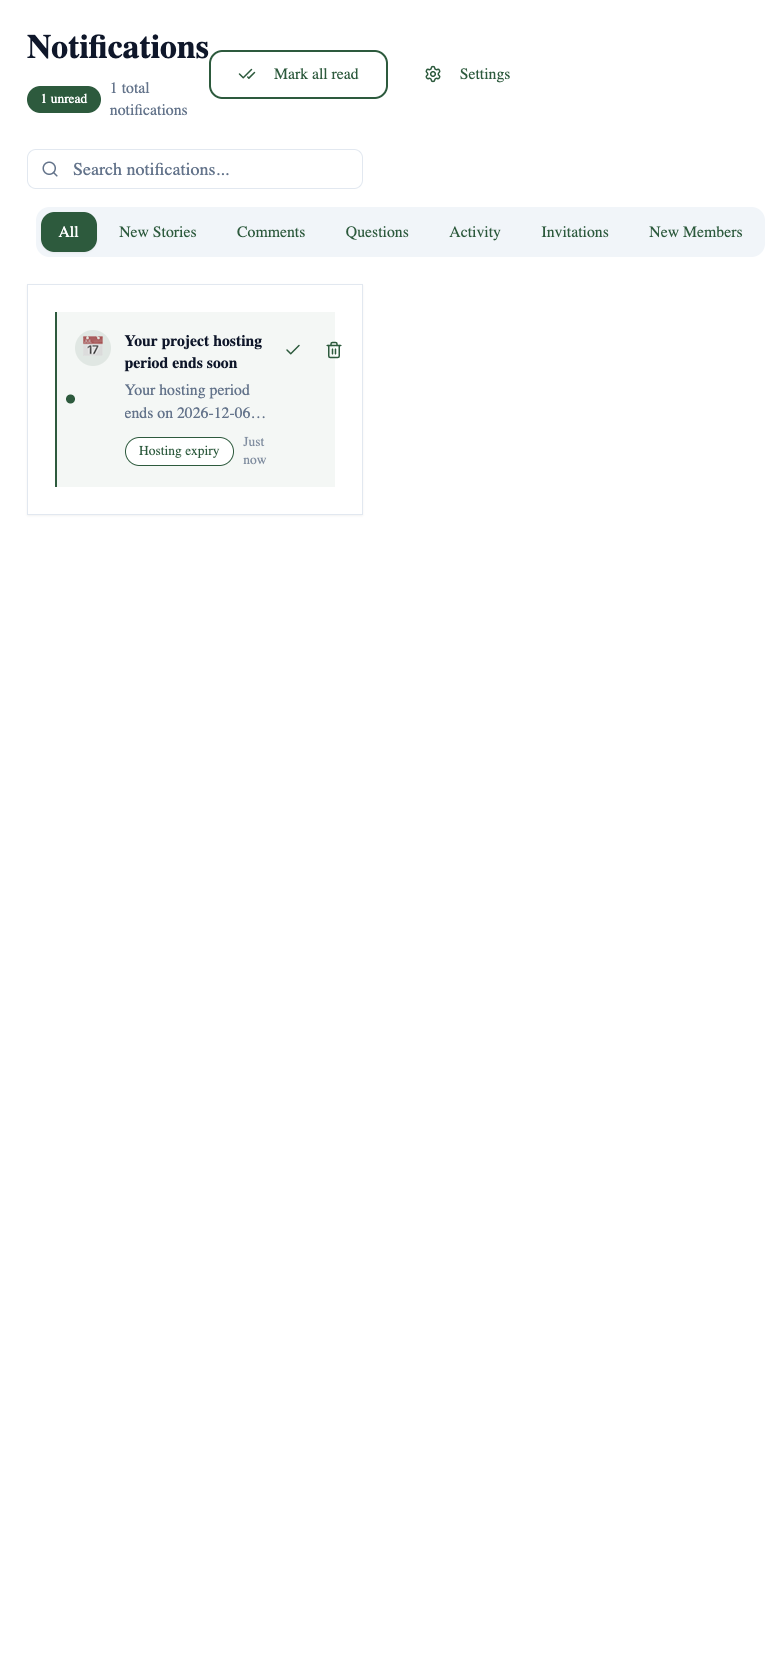 Notifications
1 unread
1 total
notifications
Mark all read
Settings
Search notifications...
All
New Stories
Comments
Questions
Activity
Invitations
New Members
17
Your project hosting
period ends soon
Your hosting period
ends on 2026-12-06…
Hosting expiry
Just
now